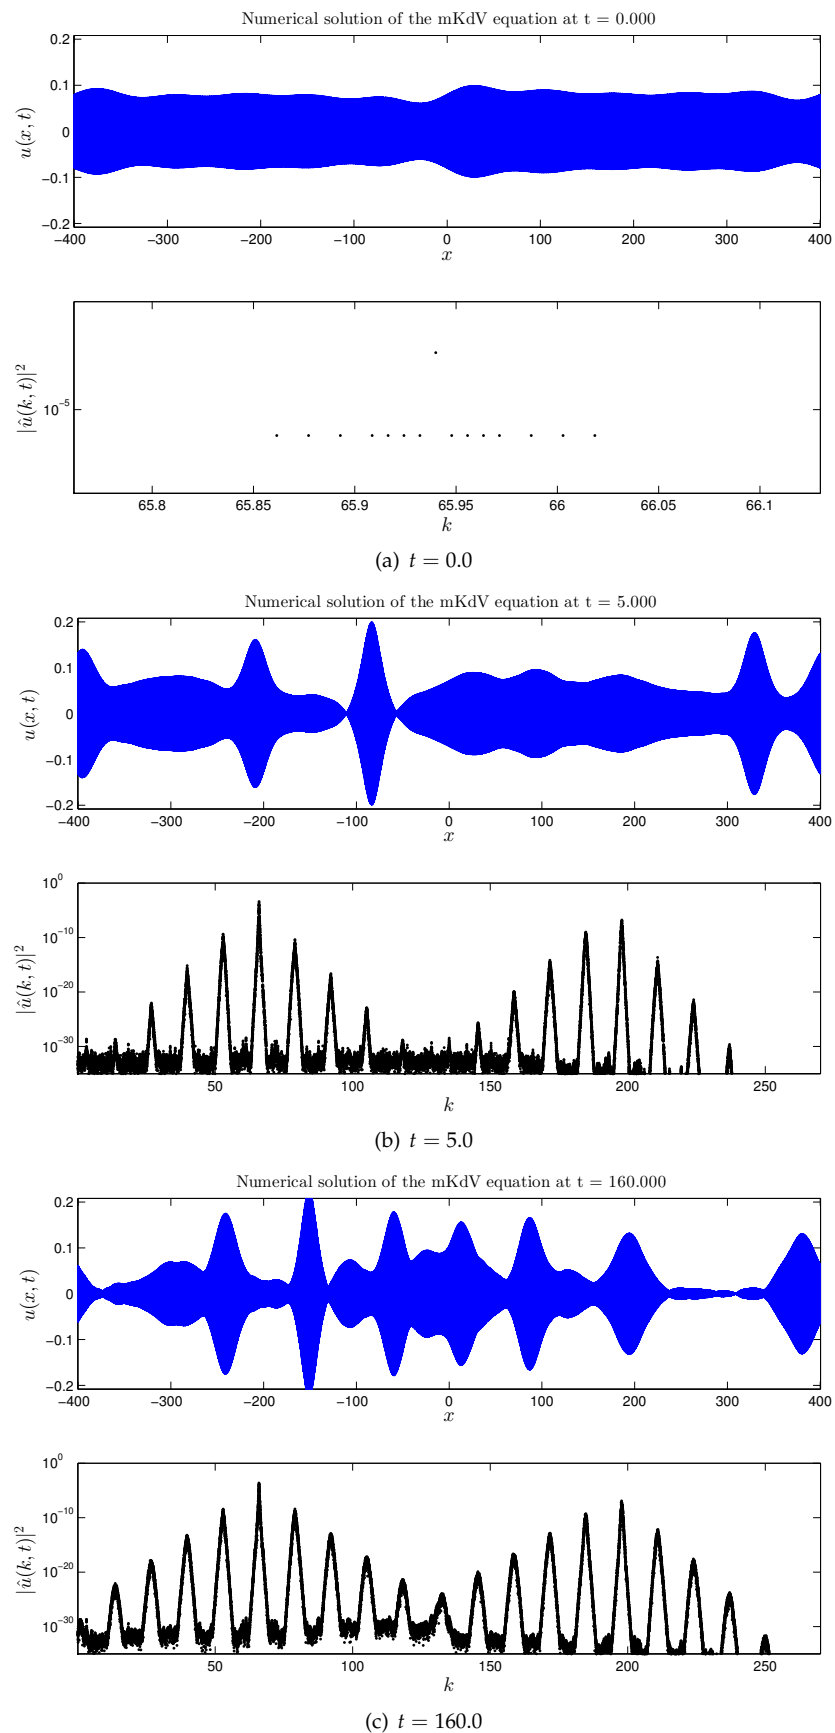 Numerical solution of the mKdV equation at t = 0.000
0.2
0.1
0
−0.1
−0.2
u(x, t)
−400 −300 −200 −100 0 100 200 300 400
x
10^−5
|û(k, t)|^2
65.8 65.85 65.9 65.95 66 66.05 66.1
k
(a) t = 0.0
Numerical solution of the mKdV equation at t = 5.000
0.2
0.1
0
−0.1
−0.2
u(x, t)
−400 −300 −200 −100 0 100 200 300 400
x
10^0
10^−10
10^−20
10^−30
|û(k, t)|^2
50 100 150 200 250
k
(b) t = 5.0
Numerical solution of the mKdV equation at t = 160.000
0.2
0.1
0
−0.1
−0.2
u(x, t)
−400 −300 −200 −100 0 100 200 300 400
x
10^0
10^−10
10^−20
10^−30
|û(k, t)|^2
50 100 150 200 250
k
(c) t = 160.0